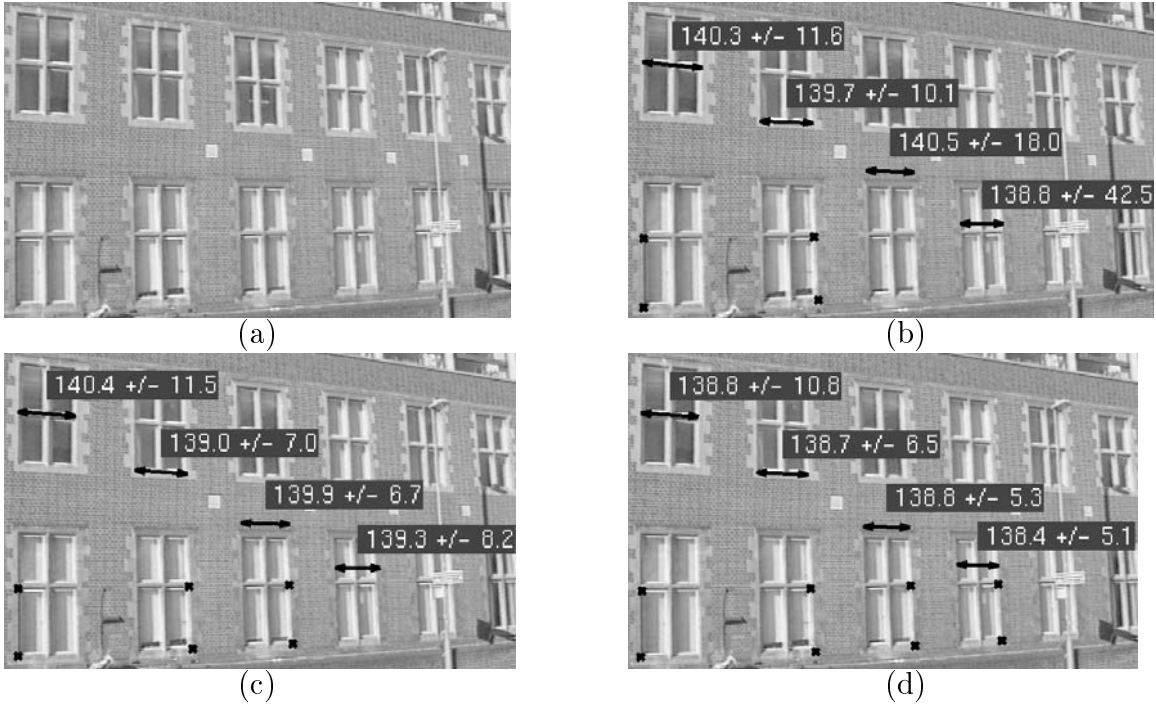 140.3 +/- 11.6
139.7 +/- 10.1
140.5 +/- 18.0
138.8 +/- 42.5
(a)
(b)
140.4 +/- 11.5
139.0 +/- 7.0
139.9 +/- 6.7
139.3 +/- 8.2
138.8 +/- 10.8
138.7 +/- 6.5
138.8 +/- 5.3
138.4 +/- 5.1
(c)
(d)